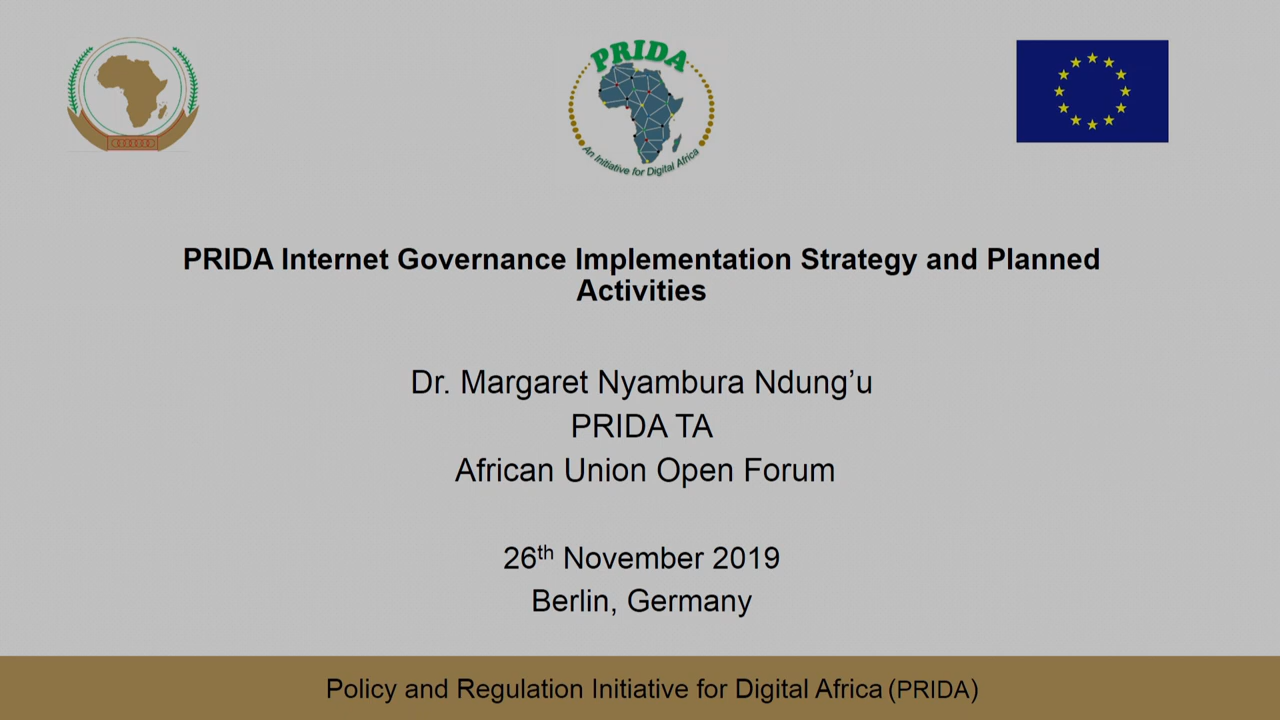 PRIDA
An Initiative for Digital Africa
PRIDA Internet Governance Implementation Strategy and Planned
Activities
Dr. Margaret Nyambura Ndung’u
PRIDA TA
African Union Open Forum
26th November 2019
Berlin, Germany
Policy and Regulation Initiative for Digital Africa (PRIDA)